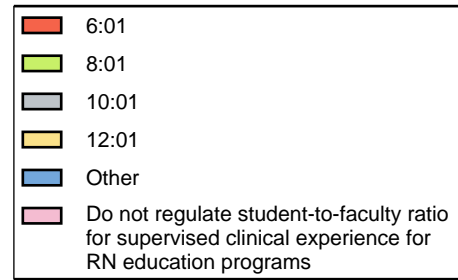 6:01
8:01
10:01
12:01
Other
Do not regulate student-to-faculty ratio
for supervised clinical experience for
RN education programs